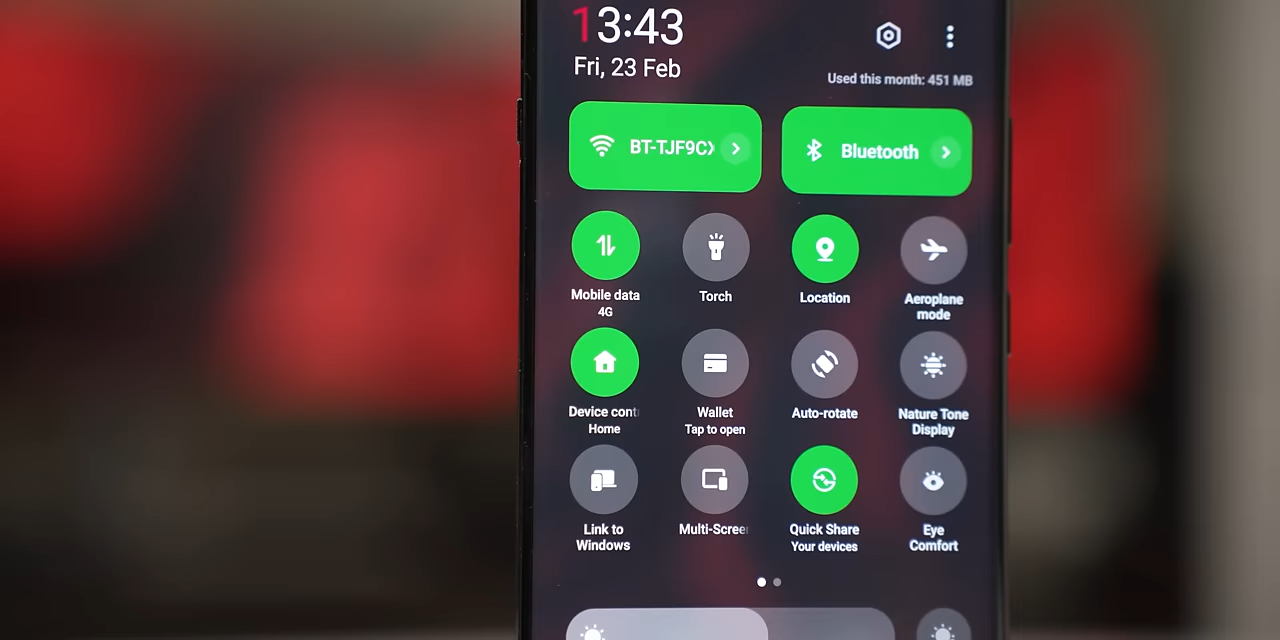 13:43
Fri, 23 Feb
Used this month: 451 MB
BT-TJF9CX
Bluetooth
Mobile data
4G
Torch
Location
Aeroplane
mode
Device cont
Home
Wallet
Tap to open
Auto-rotate
Nature Tone
Display
Link to
Windows
Multi-Scree
Quick Share
Your devices
Eye
Comfort